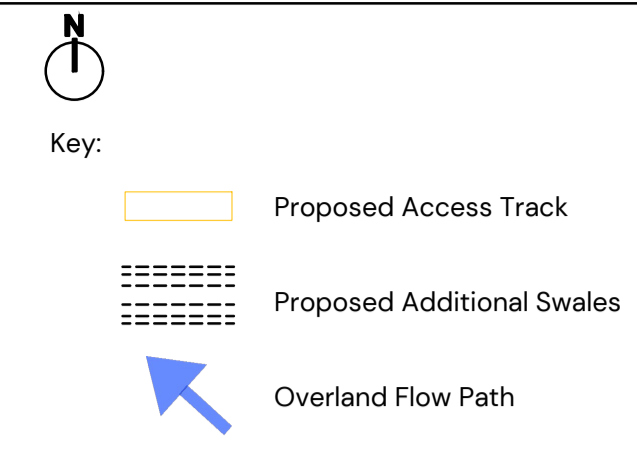 N
Key:
Proposed Access Track
Proposed Additional Swales
Overland Flow Path